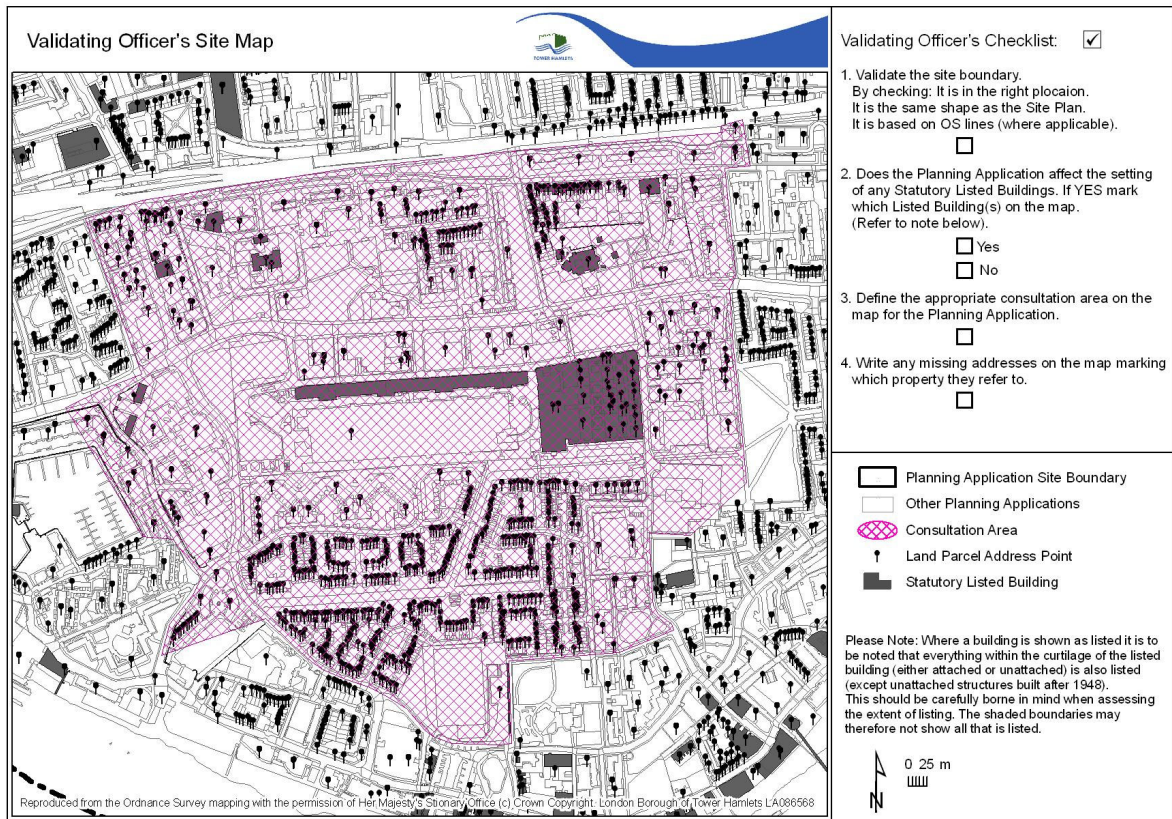 Validating Officer's Site Map
TOWER HAMLETS
Reproduced from the Ordnance Survey mapping with the permission of Her Majesty's Stionary Office (c) Crown Copyright. London Borough of Tower Hamlets LA086568
Validating Officer's Checklist:
1. Validate the site boundary.
By checking: It is in the right plocaion.
It is the same shape as the Site Plan.
It is based on OS lines (where applicable).
2. Does the Planning Application affect the setting
of any Statutory Listed Buildings. If YES mark
which Listed Building(s) on the map.
(Refer to note below).
Yes
No
3. Define the appropriate consultation area on the
map for the Planning Application.
4. Write any missing addresses on the map marking
which property they refer to.
Planning Application Site Boundary
Other Planning Applications
Consultation Area
Land Parcel Address Point
Statutory Listed Building
Please Note: Where a building is shown as listed it is to
be noted that everything within the curtilage of the listed
building (either attached or unattached) is also listed
(except unattached structures built after 1948).
This should be carefully borne in mind when assessing
the extent of listing. The shaded boundaries may
therefore not show all that is listed.
0 25 m
N